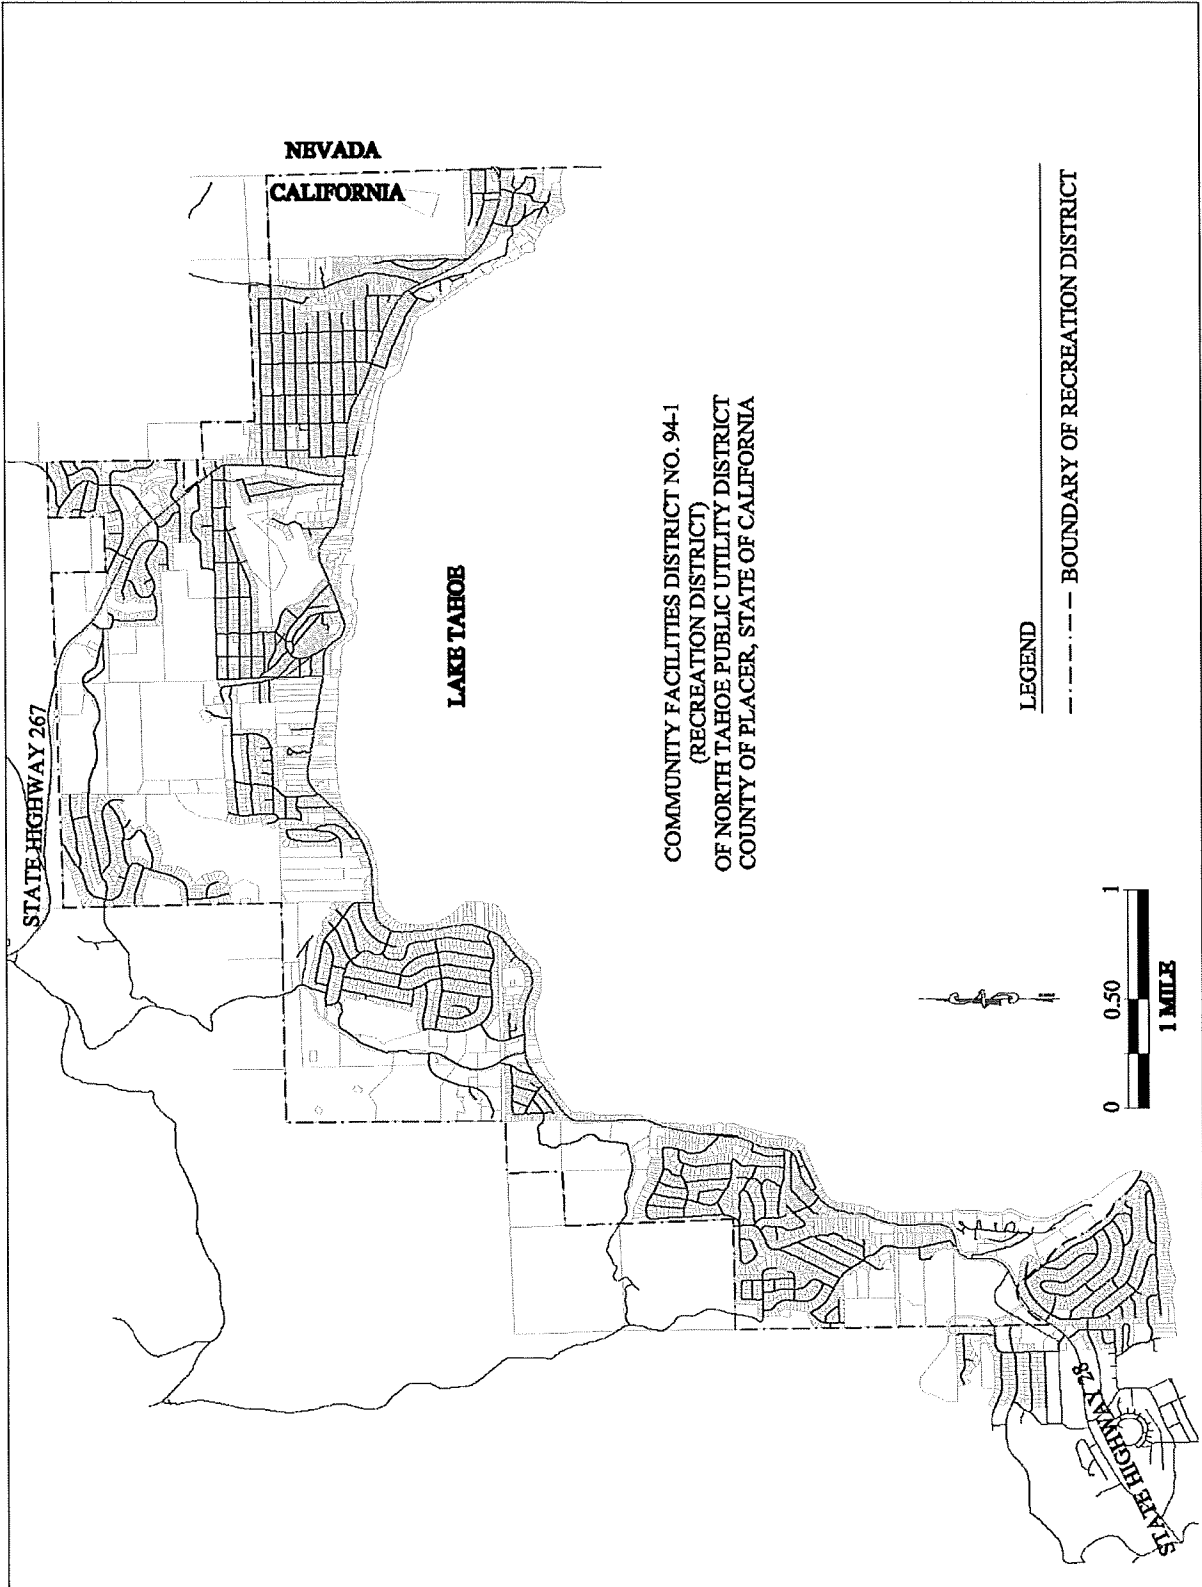 STATE HIGHWAY 267
NEVADA
CALIFORNIA
LAKE TAHOE
COMMUNITY FACILITIES DISTRICT NO. 94-1
(RECREATION DISTRICT)
OF NORTH TAHOE PUBLIC UTILITY DISTRICT
COUNTY OF PLACER, STATE OF CALIFORNIA
LEGEND
BOUNDARY OF RECREATION DISTRICT
0 0.50 1
1 MILE
STATE HIGHWAY 28